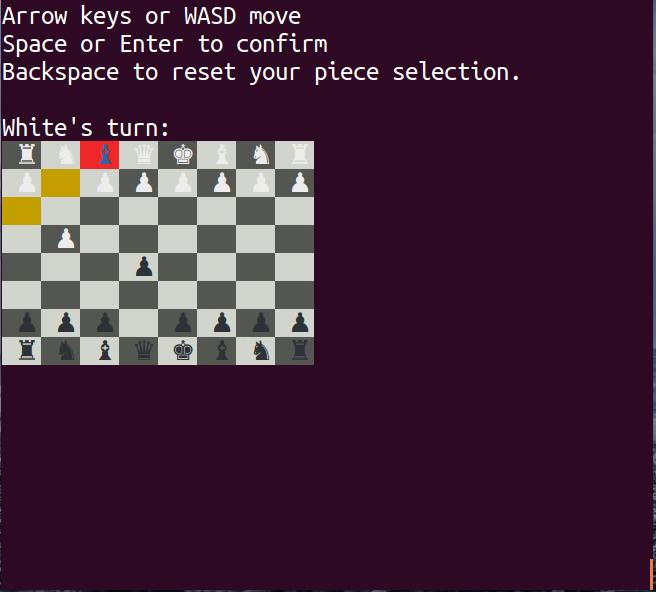 Arrow keys or WASD move
Space or Enter to confirm
Backspace to reset your piece selection.
White's turn: